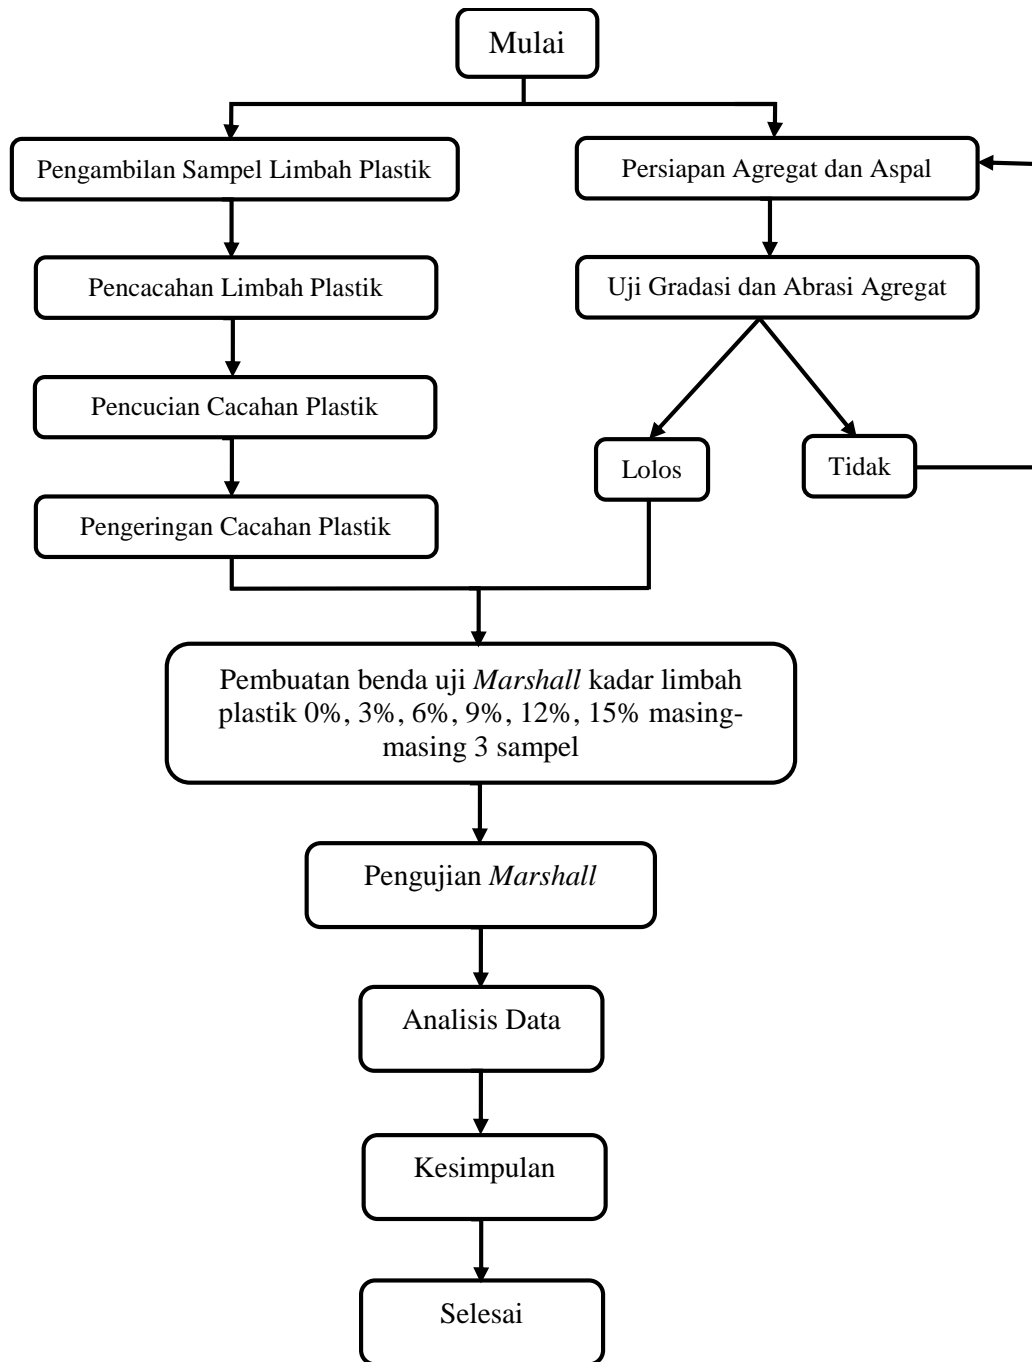 Mulai
Pengambilan Sampel Limbah Plastik
Persiapan Agregat dan Aspal
Pencacahan Limbah Plastik
Uji Gradasi dan Abrasi Agregat
Pencucian Cacahan Plastik
Lolos
Tidak
Pengeringan Cacahan Plastik
Pembuatan benda uji Marshall kadar limbah
plastik 0%, 3%, 6%, 9%, 12%, 15% masing-
masing 3 sampel
Pengujian Marshall
Analisis Data
Kesimpulan
Selesai